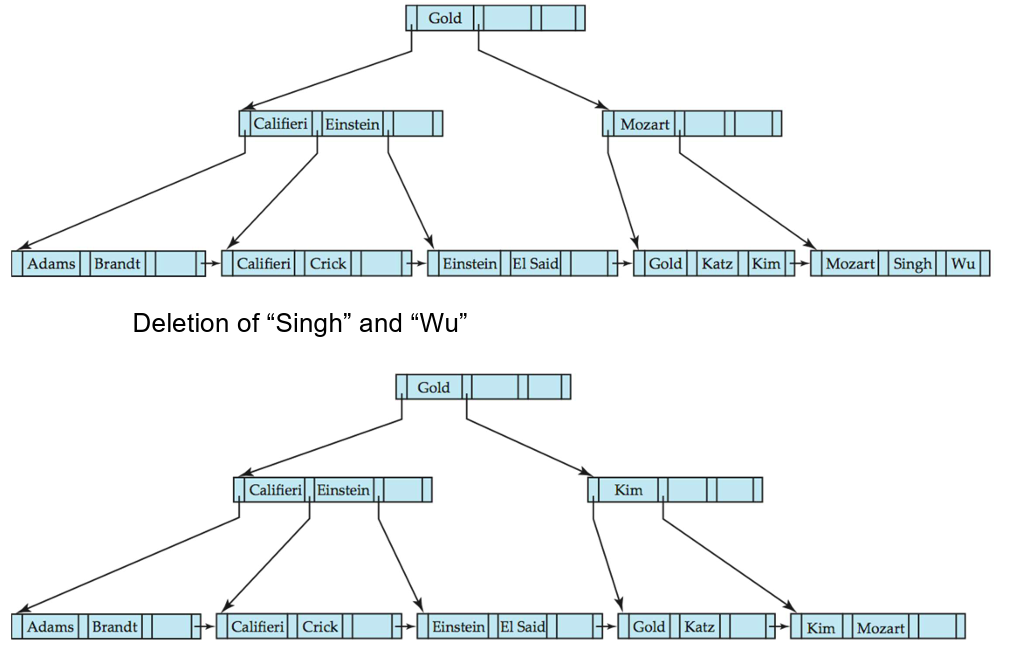 Gold
Califieri Einstein
Mozart
Adams Brandt
Califieri Crick
Einstein El Said
Gold Katz Kim
Mozart Singh Wu
Deletion of “Singh” and “Wu”
Gold
Califieri Einstein
Kim
Adams Brandt
Califieri Crick
Einstein El Said
Gold Katz
Kim Mozart